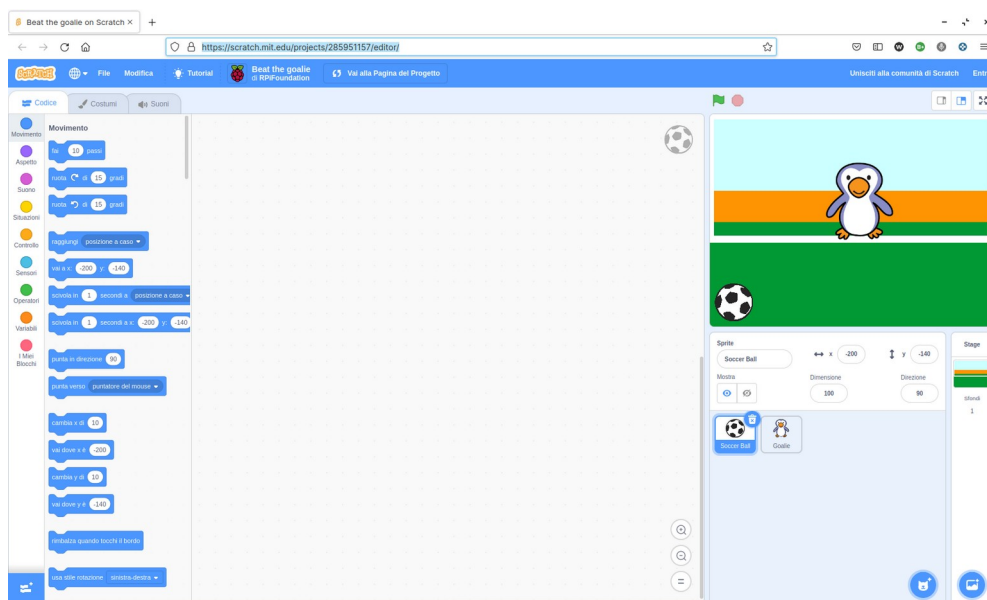 Beat the goalie on Scratch × +
https://scratch.mit.edu/projects/285951157/editor/
SCRATCH File Modifica Tutorial Beat the goalie di RPiFoundation Vai alla Pagina del Progetto Unisciti alla comunità di Scratch Entr
Codice Costumi Suoni
Movimento
Aspetto
Suono
Situazioni
Controllo
Sensori
Operatori
Variabili
I Miei Blocchi
Movimento
fai 10 passi
ruota di 15 gradi
ruota di 15 gradi
raggiungi posizione a caso
vai a x: -200 y: -140
scivola in 1 secondi a posizione a caso
scivola in 1 secondi a x: -200 y: -140
punta in direzione 90
punta verso puntatore del mouse
cambia x di 10
vai dove x è -200
cambia y di 10
vai dove y è -140
rimbalza quando tocchi il bordo
usa stile rotazione sinistra-destra
Sprite
Soccer Ball x -200 y -140
Mostra Dimensione Direzione
100 90
Soccer Ball Goalie
Stage
Sfondi
1